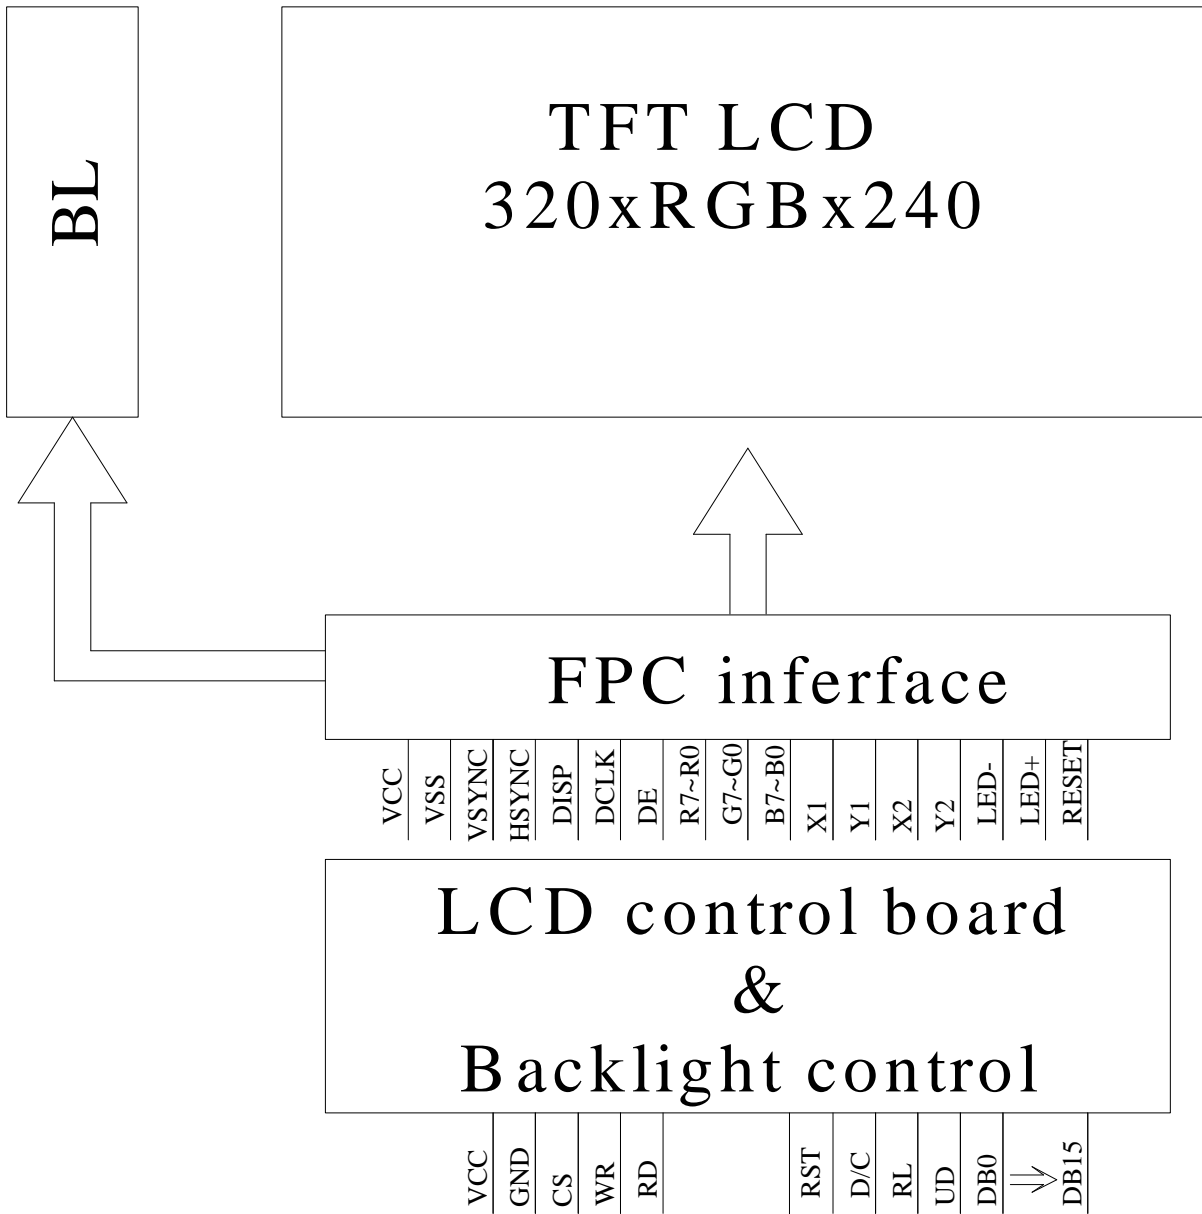 BL
TFT LCD
320xRGBx240
FPC inferface
VCC
VSS
VSYNC
HSYNC
DISP
DCLK
DE
R7~R0
G7~G0
B7~B0
X1
Y1
X2
Y2
LED-
LED+
RESET
LCD control board
&
Backlight control
VCC
GND
CS
WR
RD
RST
D/C
RL
UD
DB0
DB15